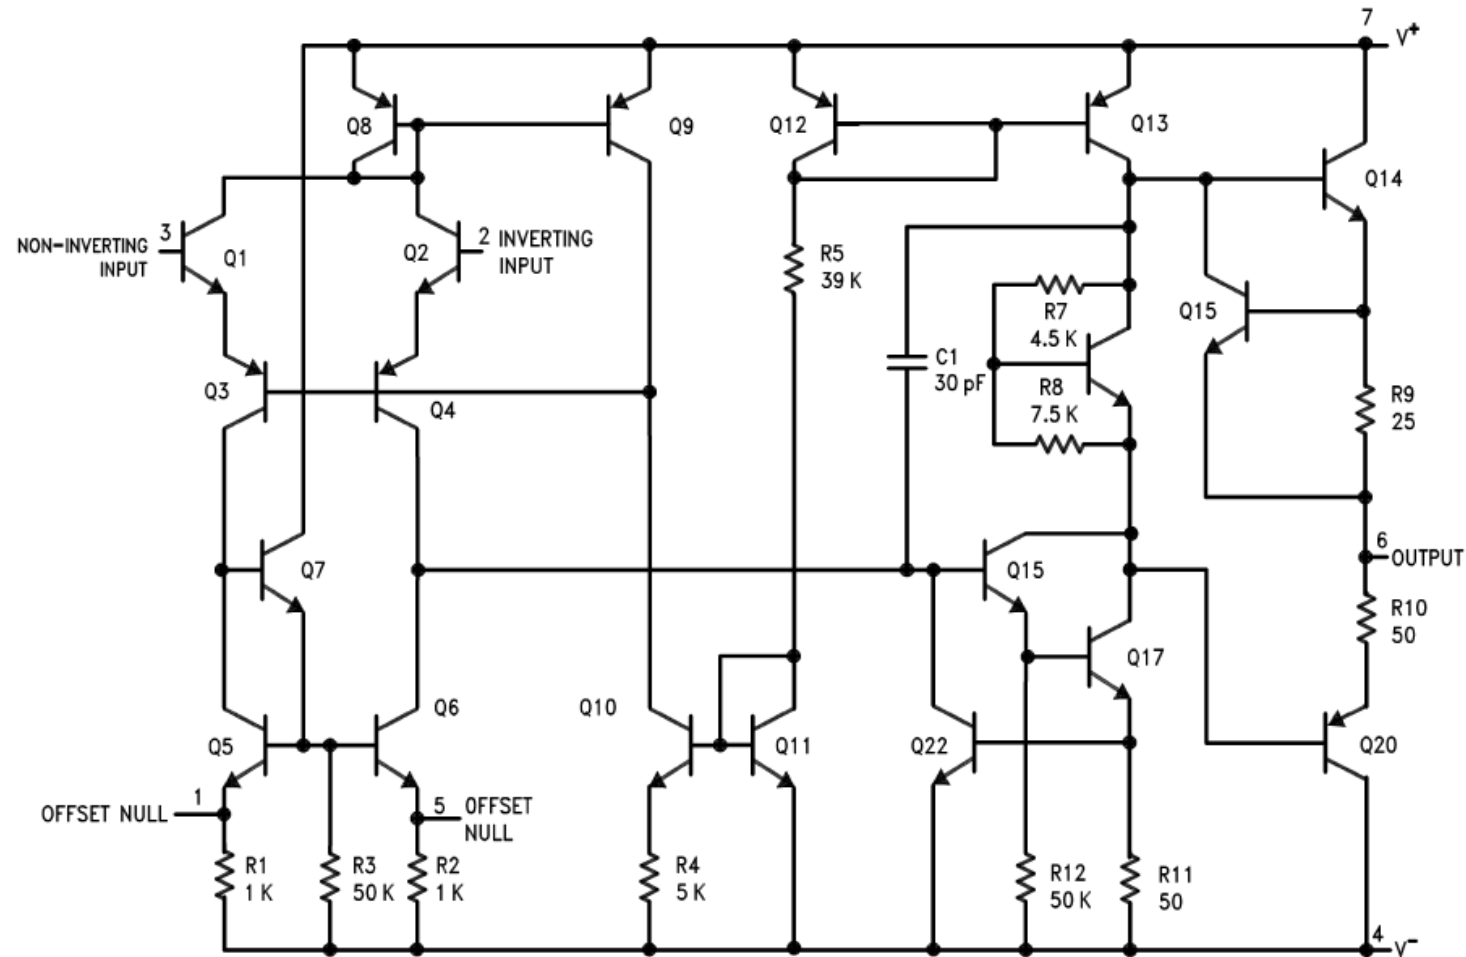 7
V+
Q8
Q9
Q12
Q13
Q14
NON-INVERTING
INPUT
3
Q1
Q2
2 INVERTING
INPUT
R5
39 K
Q15
R7
4.5 K
C1
30 pF
R8
7.5 K
Q3
Q4
R9
25
6
OUTPUT
Q7
Q15
R10
50
Q17
Q5
Q6
Q10
Q11
Q22
Q20
OFFSET NULL
1
5
OFFSET
NULL
R1
1 K
R3
50 K
R2
1 K
R4
5 K
R12
50 K
R11
50
4
V-